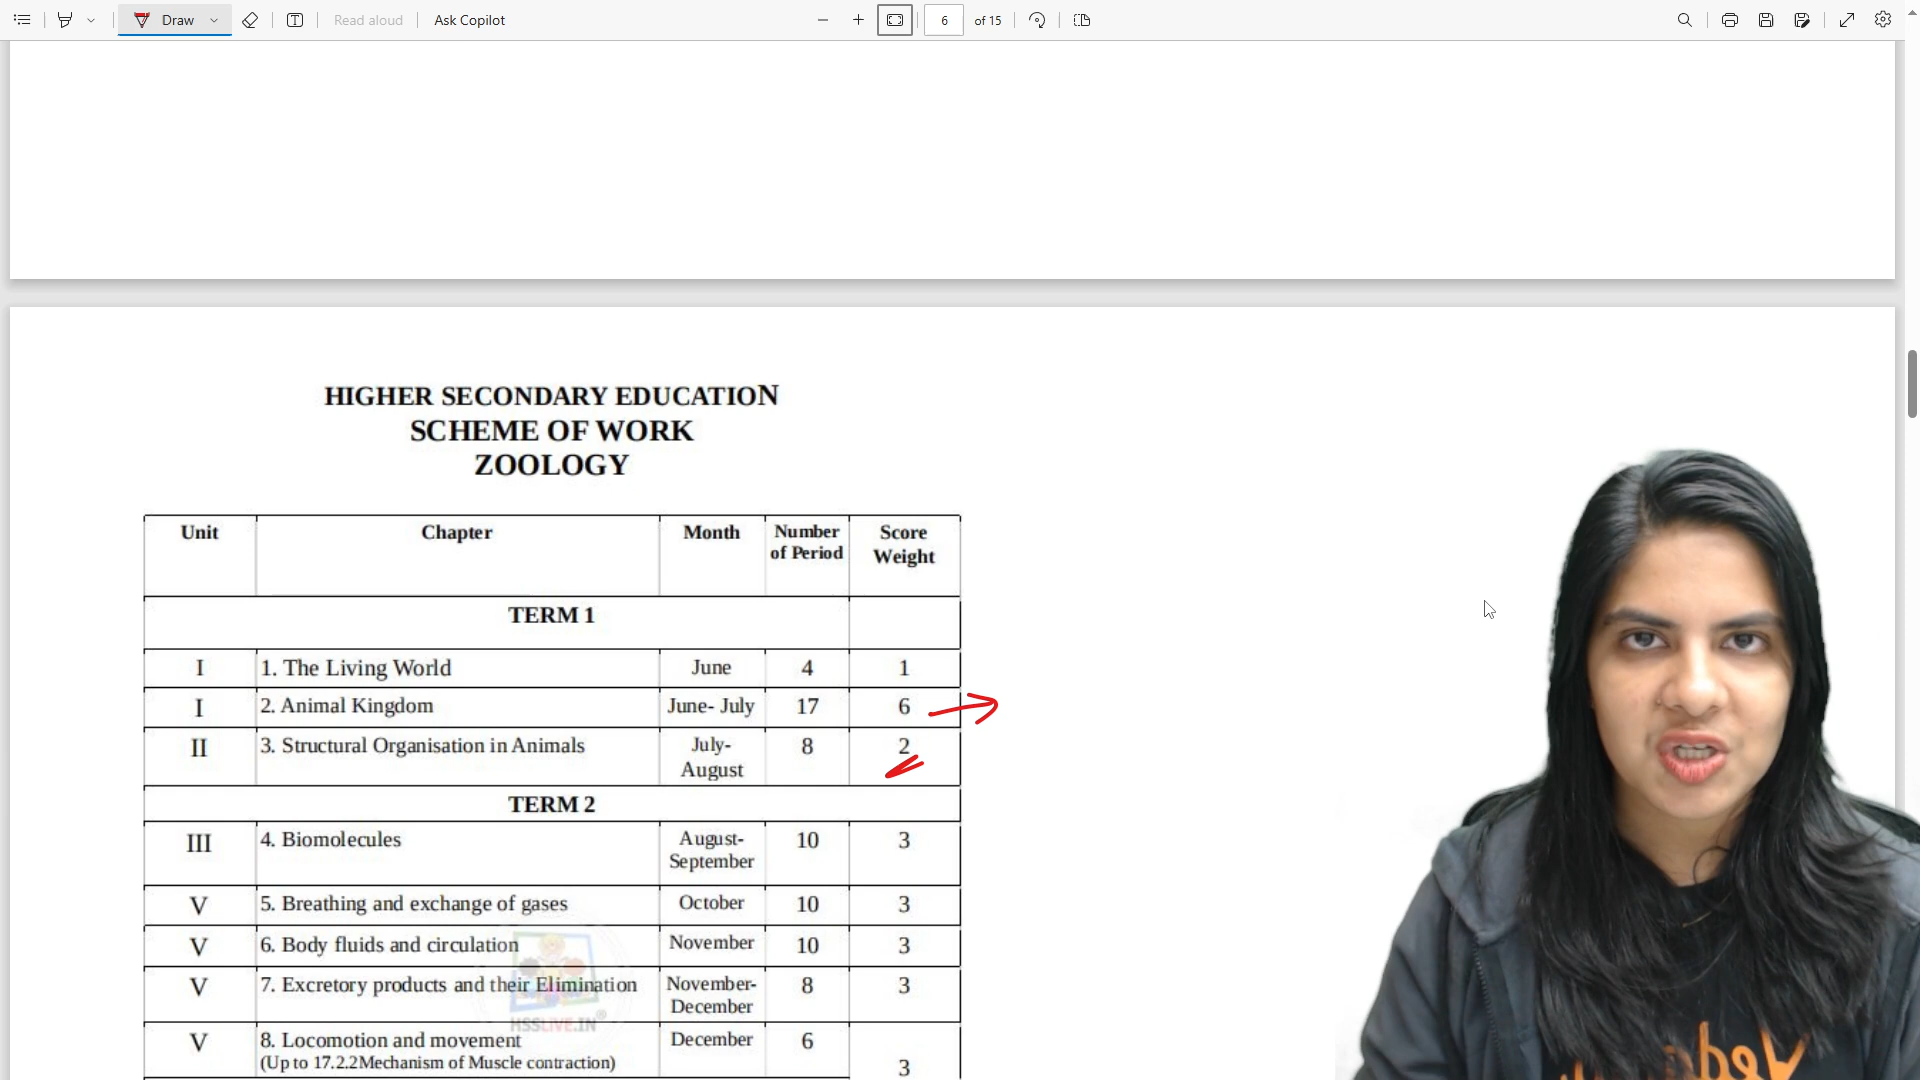 Draw
Read aloud
Ask Copilot
6 of 15
HIGHER SECONDARY EDUCATION
SCHEME OF WORK
ZOOLOGY
Unit Chapter Month Number of Period Score Weight
TERM 1
I 1. The Living World June 4 1
I 2. Animal Kingdom June- July 17 6
II 3. Structural Organisation in Animals July- August 8 2
TERM 2
III 4. Biomolecules August- September 10 3
V 5. Breathing and exchange of gases October 10 3
V 6. Body fluids and circulation November 10 3
V 7. Excretory products and their Elimination November- December 8 3
V 8. Locomotion and movement December 6
(Up to 17.2.2Mechanism of Muscle contraction) 3
HSSLIVE.IN®